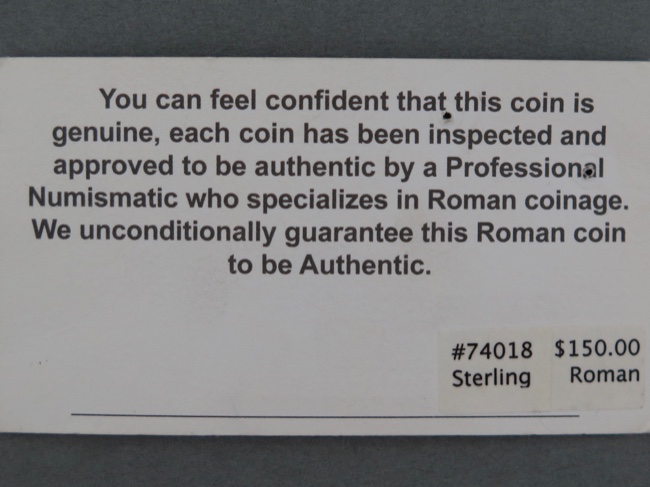 You can feel confident that this coin is
genuine, each coin has been inspected and
approved to be authentic by a Professional
Numismatic who specializes in Roman coinage.
We unconditionally guarantee this Roman coin
to be Authentic.
#74018 $150.00
Sterling Roman